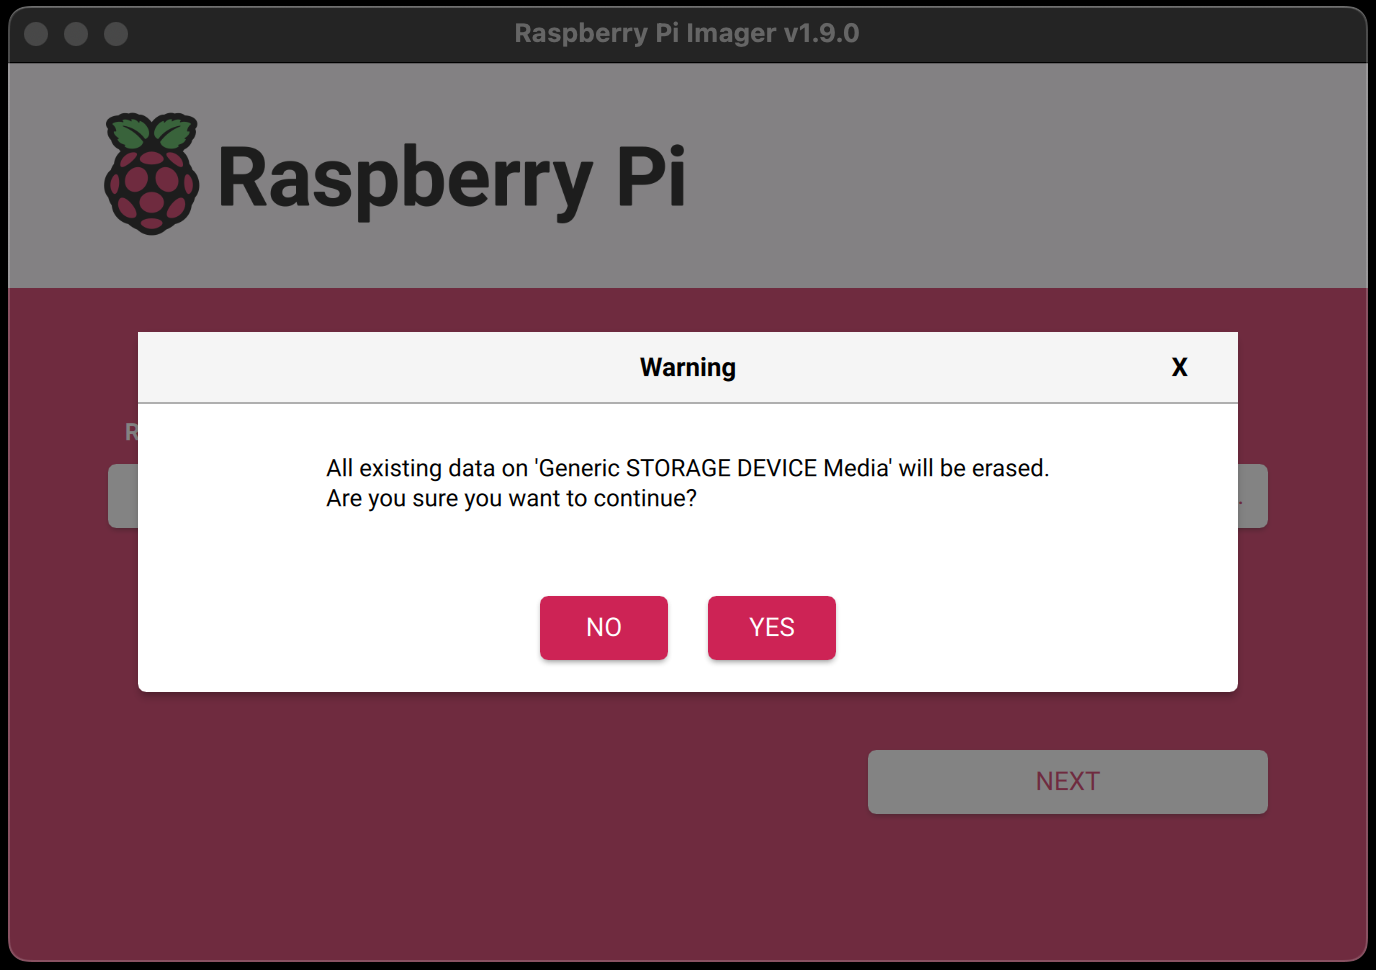 Raspberry Pi Imager v1.9.0
Raspberry Pi
Warning
X
R
All existing data on 'Generic STORAGE DEVICE Media' will be erased.
Are you sure you want to continue?
.
NO YES
NEXT